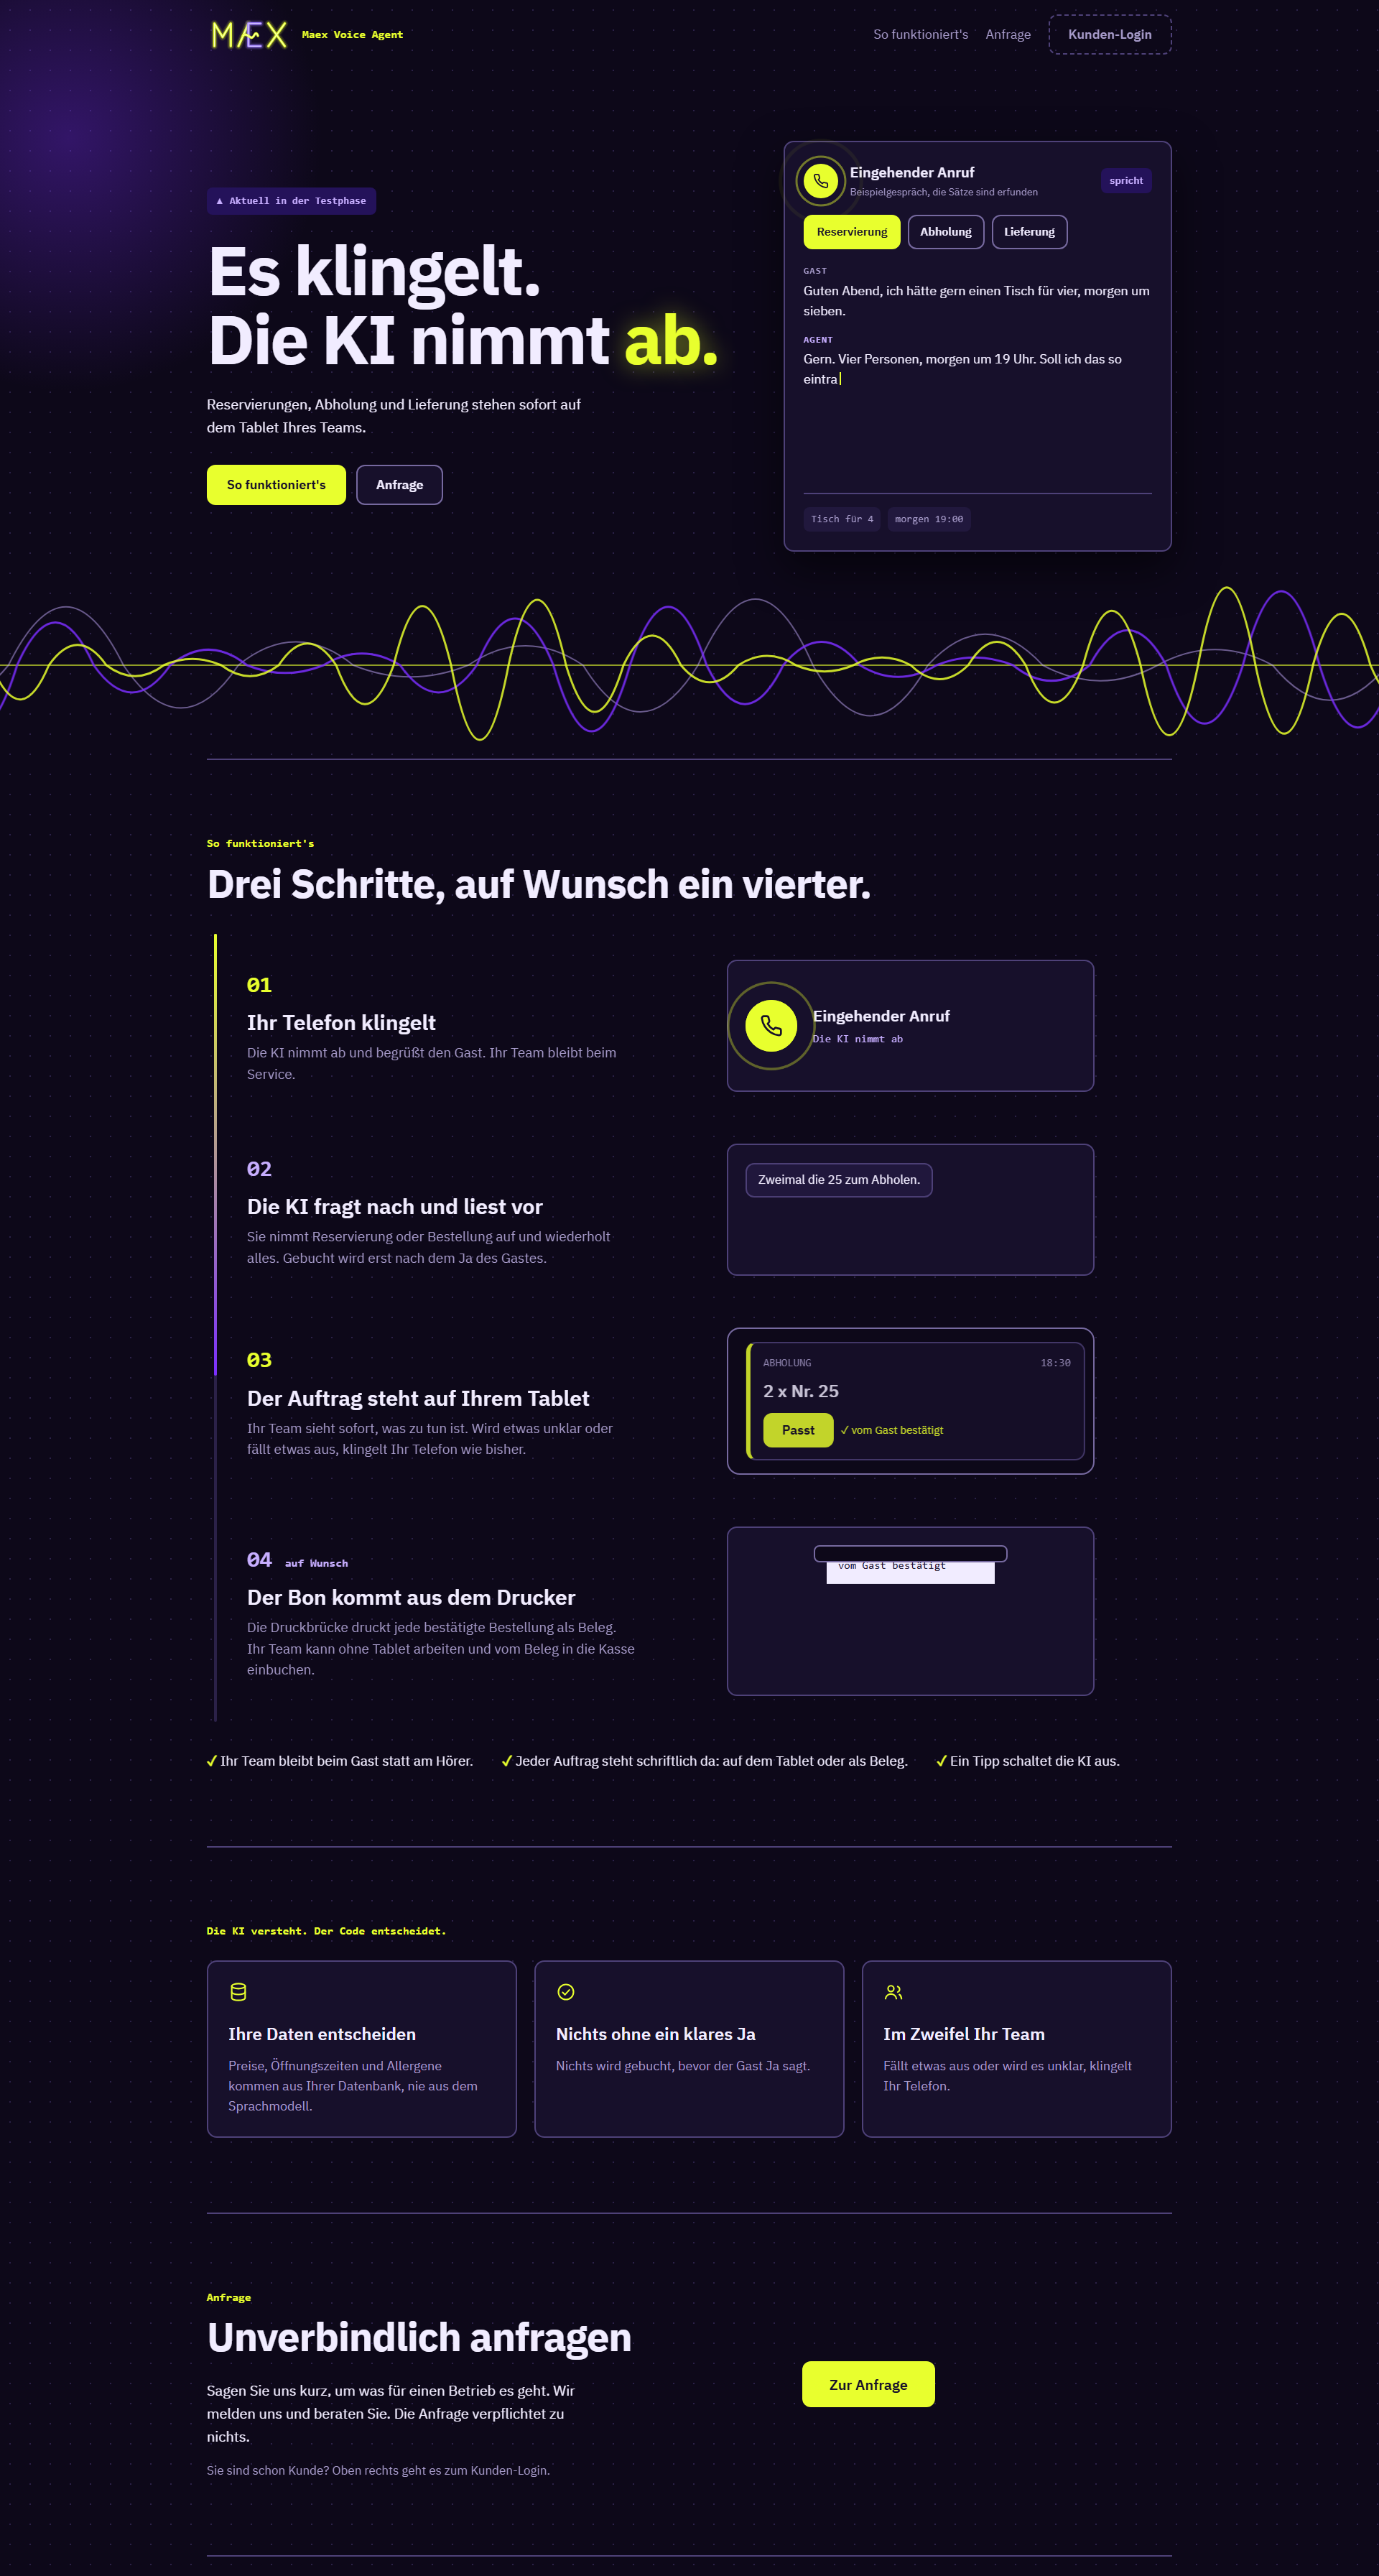 MÆX Maex Voice Agent
So funktioniert's Anfrage Kunden-Login
▲ Aktuell in der Testphase
Es klingelt.
Die KI nimmt ab.
Reservierungen, Abholung und Lieferung stehen sofort auf
dem Tablet Ihres Teams.
So funktioniert's Anfrage
Eingehender Anruf
Beispielgespräch, die Sätze sind erfunden
spricht
Reservierung Abholung Lieferung
GAST
Guten Abend, ich hätte gern einen Tisch für vier, morgen um
sieben.
AGENT
Gern. Vier Personen, morgen um 19 Uhr. Soll ich das so
eintra
Tisch für 4 morgen 19:00
So funktioniert's
Drei Schritte, auf Wunsch ein vierter.
01
Ihr Telefon klingelt
Die KI nimmt ab und begrüßt den Gast. Ihr Team bleibt beim
Service.
Eingehender Anruf
Die KI nimmt ab
02
Die KI fragt nach und liest vor
Sie nimmt Reservierung oder Bestellung auf und wiederholt
alles. Gebucht wird erst nach dem Ja des Gastes.
Zweimal die 25 zum Abholen.
03
Der Auftrag steht auf Ihrem Tablet
Ihr Team sieht sofort, was zu tun ist. Wird etwas unklar oder
fällt etwas aus, klingelt Ihr Telefon wie bisher.
ABHOLUNG 18:30
2 x Nr. 25
Passt ✓ vom Gast bestätigt
04 auf Wunsch
Der Bon kommt aus dem Drucker
Die Druckbrücke druckt jede bestätigte Bestellung als Beleg.
Ihr Team kann ohne Tablet arbeiten und vom Beleg in die Kasse
einbuchen.
vom Gast bestätigt
✓ Ihr Team bleibt beim Gast statt am Hörer. ✓ Jeder Auftrag steht schriftlich da: auf dem Tablet oder als Beleg. ✓ Ein Tipp schaltet die KI aus.
Die KI versteht. Der Code entscheidet.
Ihre Daten entscheiden
Preise, Öffnungszeiten und Allergene
kommen aus Ihrer Datenbank, nie aus dem
Sprachmodell.
Nichts ohne ein klares Ja
Nichts wird gebucht, bevor der Gast Ja sagt.
Im Zweifel Ihr Team
Fällt etwas aus oder wird es unklar, klingelt
Ihr Telefon.
Anfrage
Unverbindlich anfragen
Sagen Sie uns kurz, um was für einen Betrieb es geht. Wir
melden uns und beraten Sie. Die Anfrage verpflichtet zu
nichts.
Sie sind schon Kunde? Oben rechts geht es zum Kunden-Login.
Zur Anfrage